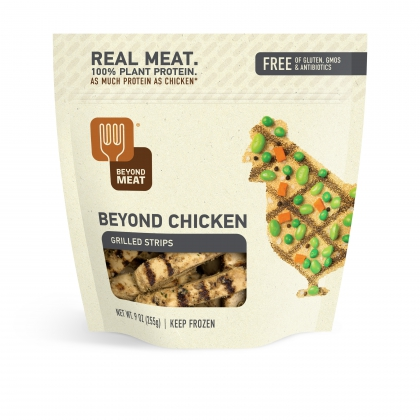 REAL MEAT.
100% PLANT PROTEIN.
AS MUCH PROTEIN AS CHICKEN*
FREE OF GLUTEN, GMOS
& ANTIBIOTICS
®
BEYOND
MEAT
BEYOND CHICKEN
GRILLED STRIPS
NET WT. 9 OZ (255g) | KEEP FROZEN